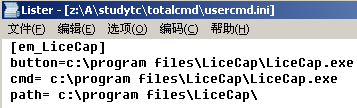 Lister - [z:\A\studytc\totalcmd\usercmd.ini]
文件(F) 编辑(E) 选项(O) 编码(C) 帮助(H)
[em_LiceCap]
button=c:\program files\LiceCap\LiceCap.exe
cmd= c:\program files\LiceCap\LiceCap.exe
path= c:\program files\LiceCap\